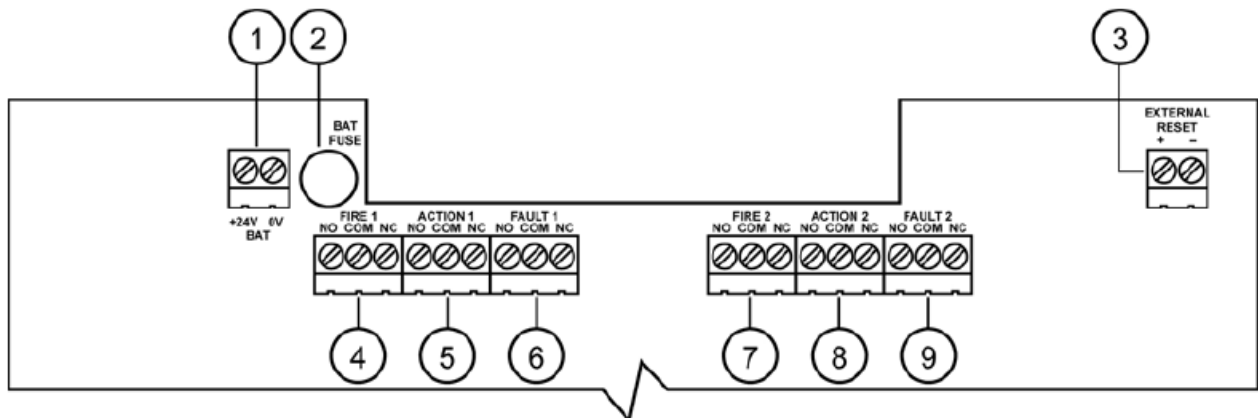 1
2
3
BAT
FUSE
EXTERNAL
RESET
+ −
+24V 0V
BAT
FIRE 1
NO COM NC
ACTION 1
NO COM NC
FAULT 1
NO COM NC
FIRE 2
NO COM NC
ACTION 2
NO COM NC
FAULT 2
NO COM NC
4
5
6
7
8
9